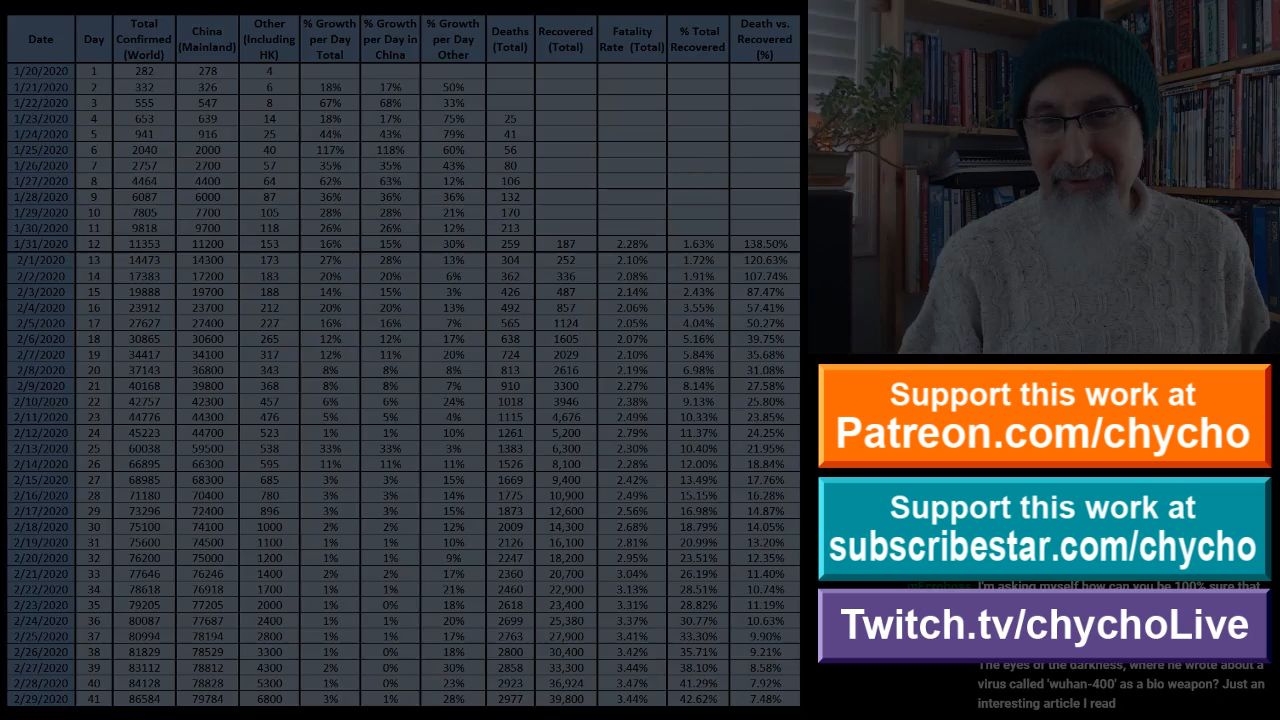 Date Day Total Confirmed (World) China (Mainland) Other (Including HK) % Growth per Day Total % Growth per Day in China % Growth per Day Other Deaths (Total) Recovered (Total) Fatality Rate (Total) % Total Recovered Death vs. Recovered (%)
1/20/2020 1 282 278 4
1/21/2020 2 332 326 6 18% 17% 50%
1/22/2020 3 555 547 8 67% 68% 33%
1/23/2020 4 653 639 14 18% 17% 75% 25
1/24/2020 5 941 916 25 44% 43% 79% 41
1/25/2020 6 2040 2000 40 117% 118% 60% 56
1/26/2020 7 2757 2700 57 35% 35% 43% 80
1/27/2020 8 4464 4400 64 62% 63% 12% 106
1/28/2020 9 6087 6000 87 36% 36% 36% 132
1/29/2020 10 7805 7700 105 28% 28% 21% 170
1/30/2020 11 9818 9700 118 26% 26% 12% 213
1/31/2020 12 11353 11200 153 16% 15% 30% 259 187 2.28% 1.63% 138.50%
2/1/2020 13 14473 14300 173 27% 28% 13% 304 252 2.10% 1.72% 120.63%
2/2/2020 14 17383 17200 183 20% 20% 6% 362 336 2.08% 1.91% 107.74%
2/3/2020 15 19888 19700 188 14% 15% 3% 426 487 2.14% 2.43% 87.47%
2/4/2020 16 23912 23700 212 20% 20% 13% 492 857 2.06% 3.55% 57.41%
2/5/2020 17 27627 27400 227 16% 16% 7% 565 1124 2.05% 4.04% 50.27%
2/6/2020 18 30865 30600 265 12% 12% 17% 638 1605 2.07% 5.16% 39.75%
2/7/2020 19 34417 34100 317 12% 11% 20% 724 2029 2.10% 5.84% 35.68%
2/8/2020 20 37143 36800 343 8% 8% 8% 813 2616 2.19% 6.98% 31.08%
2/9/2020 21 40168 39800 368 8% 8% 7% 910 3300 2.27% 8.14% 27.58%
2/10/2020 22 42757 42300 457 6% 6% 24% 1018 3946 2.38% 9.13% 25.80%
2/11/2020 23 44776 44300 476 5% 5% 4% 1115 4,676 2.49% 10.33% 23.85%
2/12/2020 24 45223 44700 523 1% 1% 10% 1261 5,200 2.79% 11.37% 24.25%
2/13/2020 25 60038 59500 538 33% 33% 3% 1383 6,300 2.30% 10.40% 21.95%
2/14/2020 26 66895 66300 595 11% 11% 11% 1526 8,100 2.28% 12.00% 18.84%
2/15/2020 27 68985 68300 685 3% 3% 15% 1669 9,400 2.42% 13.49% 17.76%
2/16/2020 28 71180 70400 780 3% 3% 14% 1775 10,900 2.49% 15.15% 16.28%
2/17/2020 29 73296 72400 896 3% 3% 15% 1873 12,600 2.56% 16.98% 14.87%
2/18/2020 30 75100 74100 1000 2% 2% 12% 2009 14,300 2.68% 18.79% 14.05%
2/19/2020 31 75600 74500 1100 1% 1% 10% 2126 16,100 2.81% 20.99% 13.20%
2/20/2020 32 76200 75000 1200 1% 1% 9% 2247 18,200 2.95% 23.51% 12.35%
2/21/2020 33 77646 76246 1400 2% 2% 17% 2360 20,700 3.04% 26.19% 11.40%
2/22/2020 34 78618 76918 1700 1% 1% 21% 2460 22,900 3.13% 28.51% 10.74%
2/23/2020 35 79205 77205 2000 1% 0% 18% 2618 23,400 3.31% 28.82% 11.19%
2/24/2020 36 80087 77687 2400 1% 1% 20% 2699 25,380 3.37% 30.77% 10.63%
2/25/2020 37 80994 78194 2800 1% 1% 17% 2763 27,900 3.41% 33.30% 9.90%
2/26/2020 38 81829 78529 3300 1% 0% 18% 2800 30,400 3.42% 35.71% 9.21%
2/27/2020 39 83112 78812 4300 2% 0% 30% 2858 33,300 3.44% 38.10% 8.58%
2/28/2020 40 84128 78828 5300 1% 0% 23% 2923 36,924 3.47% 41.29% 7.92%
2/29/2020 41 86584 79784 6800 3% 1% 28% 2977 39,800 3.44% 42.62% 7.48%
Support this work at
Patreon.com/chycho
Support this work at
subscribestar.com/chycho
I'm asking myself how can you be 100% sure that
Twitch.tv/chychoLive
The eyes of the darkness, where he wrote about a
virus called 'wuhan-400' as a bio weapon? Just an
interesting article I read